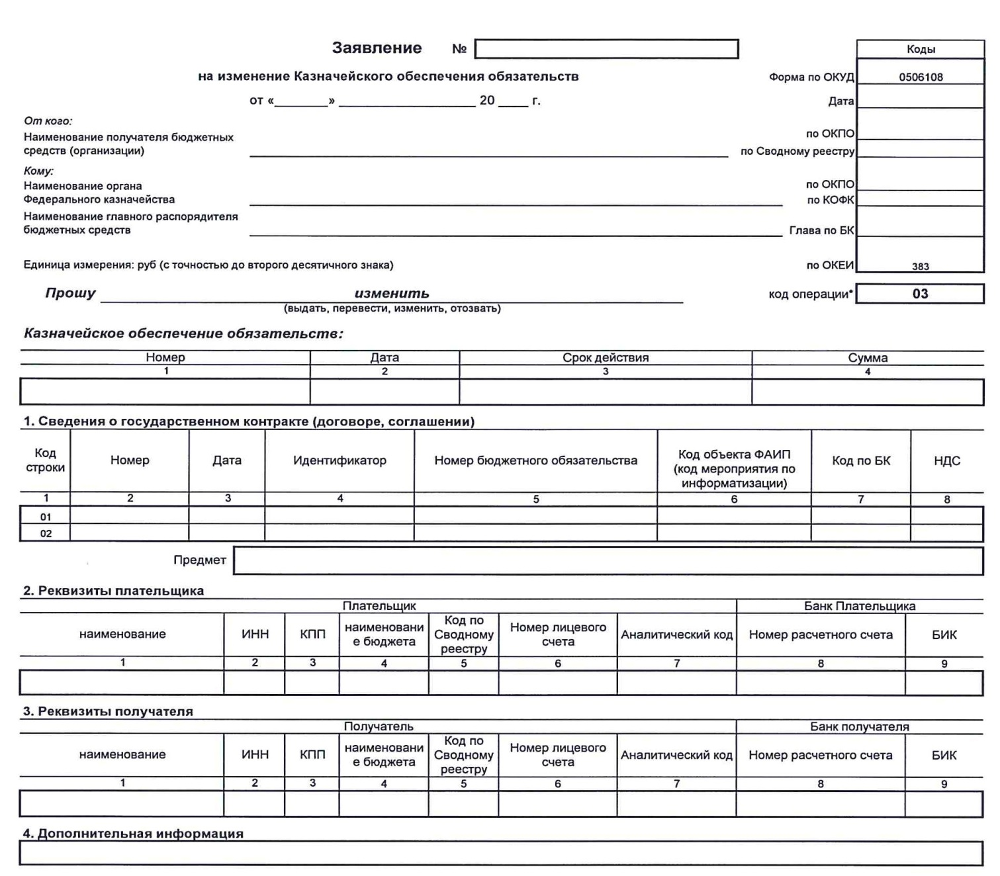 Заявление №
Коды
на изменение Казначейского обеспечения обязательств
Форма по ОКУД 0506108
от «_______» __________________ 20 ____ г.
Дата
От кого:
Наименование получателя бюджетных
средств (организации)
по ОКПО
по Сводному реестру
Кому:
Наименование органа
Федерального казначейства
по ОКПО
по КОФК
Наименование главного распорядителя
бюджетных средств
Глава по БК
Единица измерения: руб (с точностью до второго десятичного знака)
по ОКЕИ 383
Прошу изменить
код операции* 03
(выдать, перевести, изменить, отозвать)
Казначейское обеспечение обязательств:
Номер Дата Срок действия Сумма
1 2 3 4
1. Сведения о государственном контракте (договоре, соглашении)
Код
строки
Номер
Дата
Идентификатор
Номер бюджетного обязательства
Код объекта ФАИП
(код мероприятия по
информатизации)
Код по БК
НДС
1 2 3 4 5 6 7 8
01
02
Предмет
2. Реквизиты плательщика
Плательщик Банк Плательщика
наименование
ИНН
КПП
наименовани
е бюджета
Код по
Сводному
реестру
Номер лицевого
счета
Аналитический код
Номер расчетного счета
БИК
1 2 3 4 5 6 7 8 9
3. Реквизиты получателя
Получатель Банк получателя
наименование
ИНН
КПП
наименовани
е бюджета
Код по
Сводному
реестру
Номер лицевого
счета
Аналитический код
Номер расчетного счета
БИК
1 2 3 4 5 6 7 8 9
4. Дополнительная информация